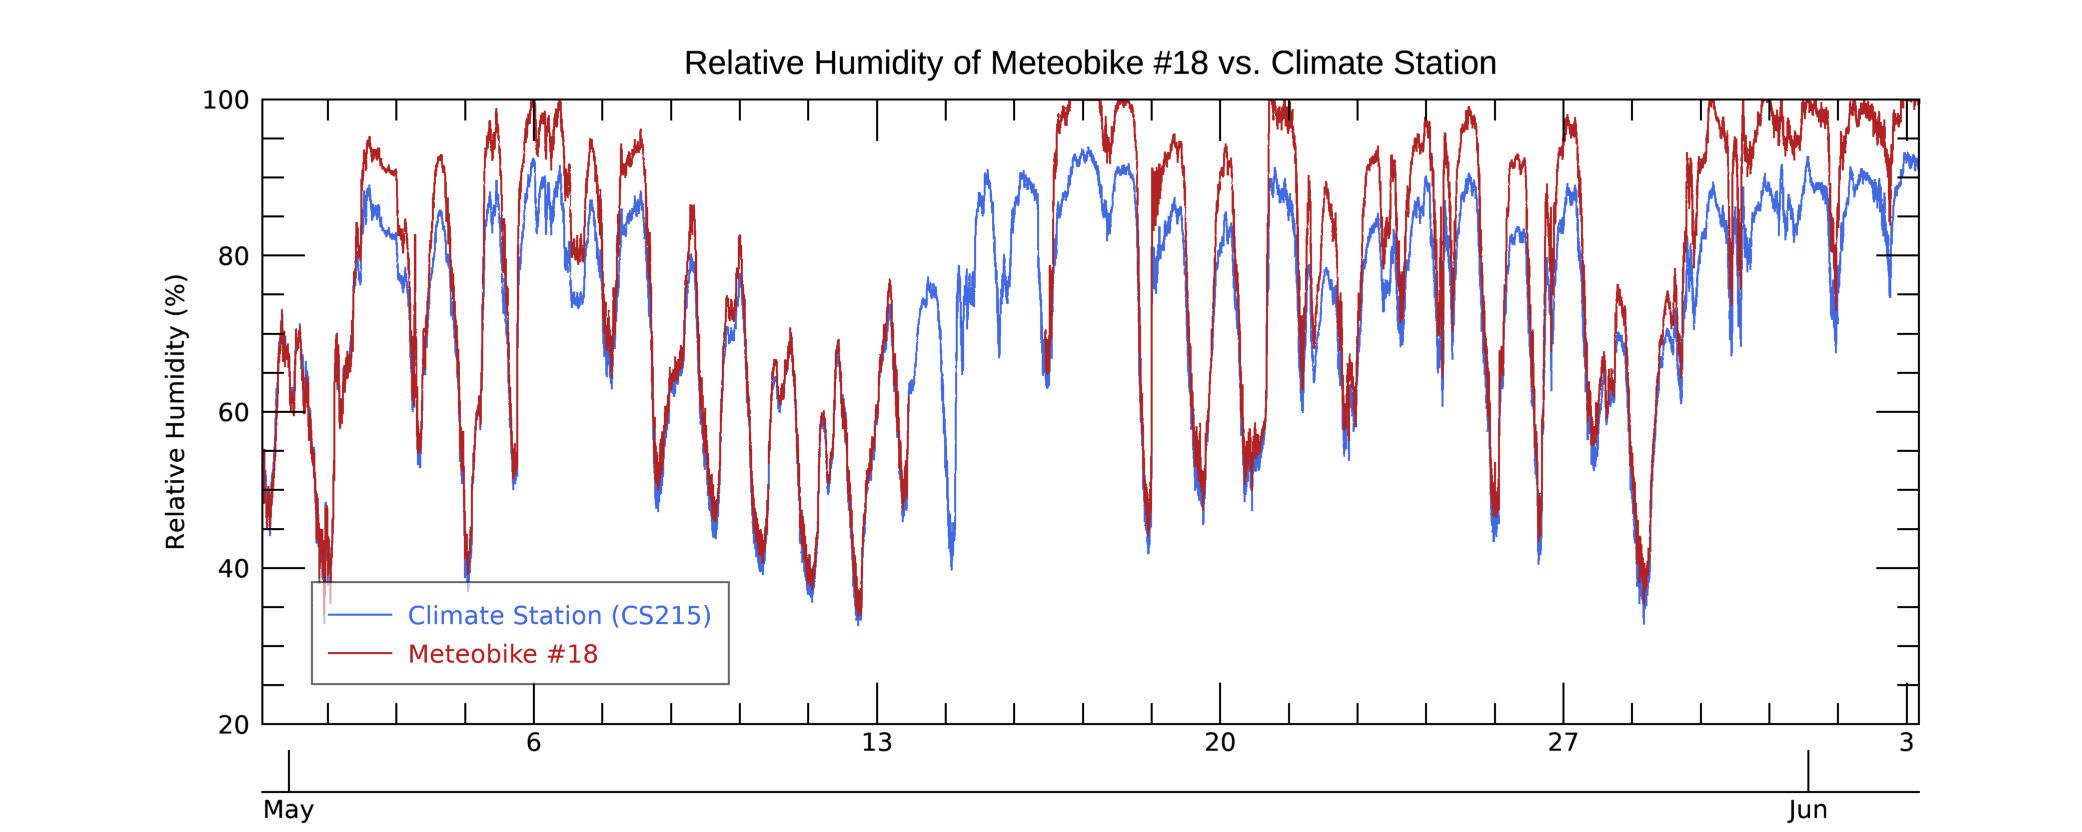 Relative Humidity of Meteobike #18 vs. Climate Station
Relative Humidity (%)
100
80
60
40
20
Climate Station (CS215)
Meteobike #18
6 13 20 27 3
May Jun